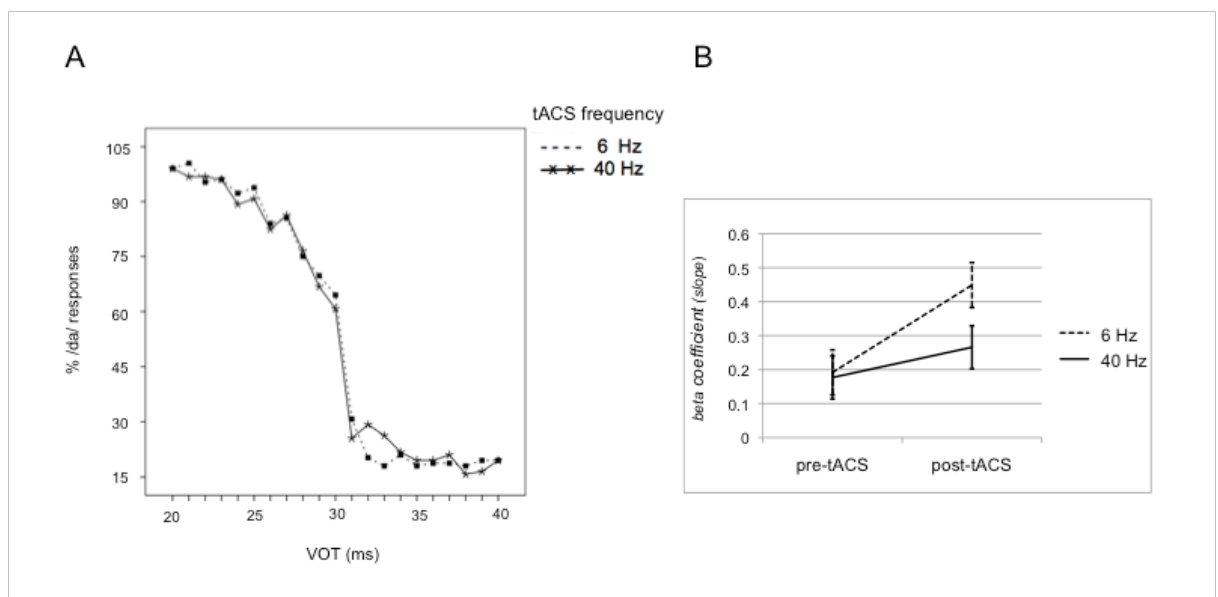 A
B
tACS frequency
6 Hz
40 Hz
105
90
75
60
45
30
15
% /da/ responses
20 25 30 35 40
VOT (ms)
0.6
0.5
0.4
0.3
0.2
0.1
0
beta coefficient (slope)
pre-tACS post-tACS
6 Hz
40 Hz